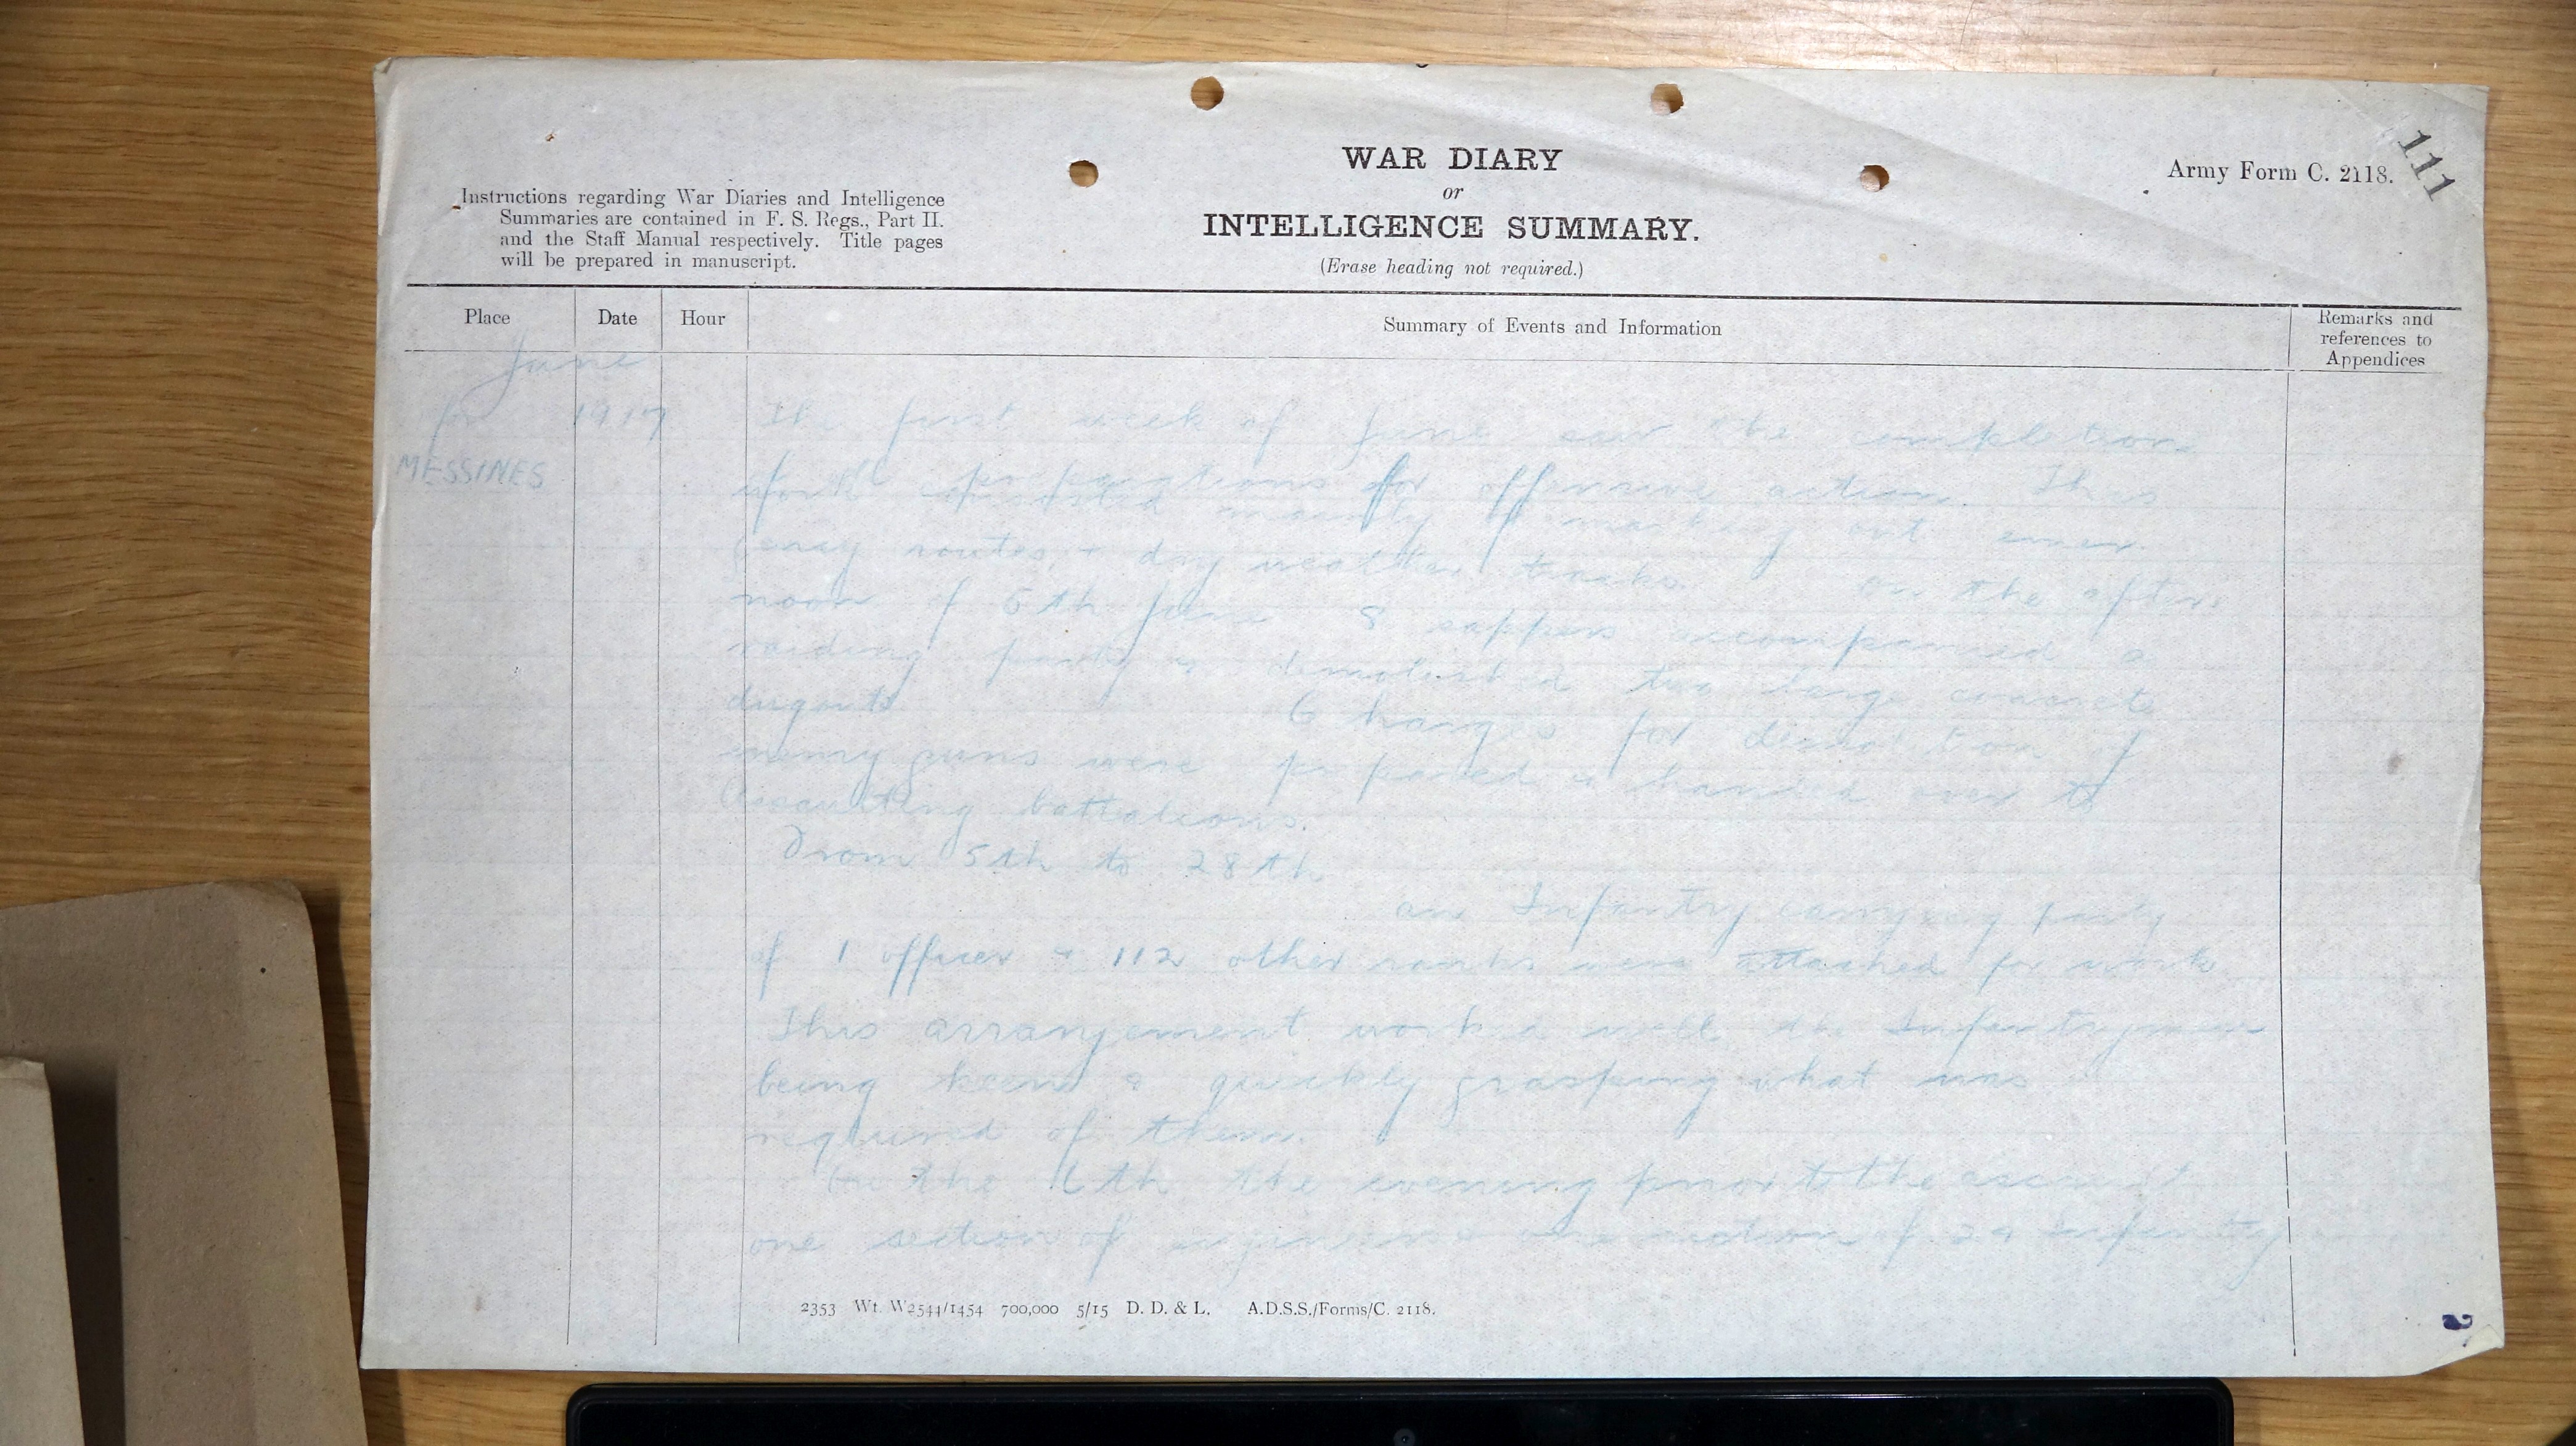 111
Army Form C. 2118.
WAR DIARY
or
INTELLIGENCE SUMMARY.
(Erase heading not required.)
Instructions regarding War Diaries and Intelligence
Summaries are contained in F. S. Regs., Part II.
and the Staff Manual respectively. Title pages
will be prepared in manuscript.
Place Date Hour Summary of Events and Information Remarks and references to Appendices
June
1917
MESSINES
The first week of June saw the completion
of preparations for offensive action. This
work consisted mainly of marking out emer
gency routes, + dry weather tracks. On the after
noon of 5th June 8 sappers accompanied a
raiding party & demolished two large concrete
dugouts Charges for demolition of
enemy guns were prepared & handed over to
Assaulting battalions.
From 5th to 28th
an Infantry carrying party
of 1 officer + 112 other ranks were attached for work
This arrangement worked well the Infantrymen
being keen & quickly grasping what was
required of them.
On the 6th the evening prior to the assault
one section of engineers & one section of 24 Infantry
2353 Wt. W2544/1454 700,000 5/15 D. D. & L. A.D.S.S./Forms/C. 2118.